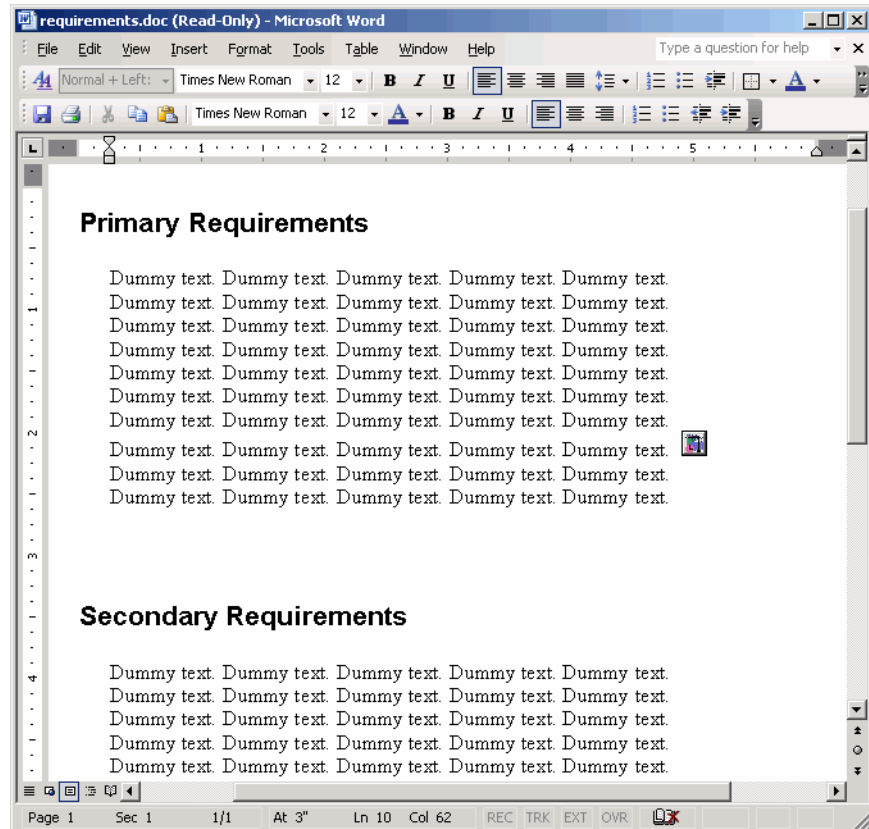 requirements.doc (Read-Only) - Microsoft Word
File Edit View Insert Format Tools Table Window Help Type a question for help
Normal + Left: Times New Roman 12 B I U A
Times New Roman 12 A B I U
L 1 2 3 4 5
Primary Requirements
Dummy text. Dummy text. Dummy text. Dummy text. Dummy text.
Dummy text. Dummy text. Dummy text. Dummy text. Dummy text.
1
Dummy text. Dummy text. Dummy text. Dummy text. Dummy text.
Dummy text. Dummy text. Dummy text. Dummy text. Dummy text.
Dummy text. Dummy text. Dummy text. Dummy text. Dummy text.
Dummy text. Dummy text. Dummy text. Dummy text. Dummy text.
Dummy text. Dummy text. Dummy text. Dummy text. Dummy text.
2
Dummy text. Dummy text. Dummy text. Dummy text. Dummy text.
Dummy text. Dummy text. Dummy text. Dummy text. Dummy text.
Dummy text. Dummy text. Dummy text. Dummy text. Dummy text.
3
Secondary Requirements
Dummy text. Dummy text. Dummy text. Dummy text. Dummy text.
4
Dummy text. Dummy text. Dummy text. Dummy text. Dummy text.
Dummy text. Dummy text. Dummy text. Dummy text. Dummy text.
Dummy text. Dummy text. Dummy text. Dummy text. Dummy text.
Dummy text. Dummy text. Dummy text. Dummy text. Dummy text.
Page 1 Sec 1 1/1 At 3" Ln 10 Col 62 REC TRK EXT OVR